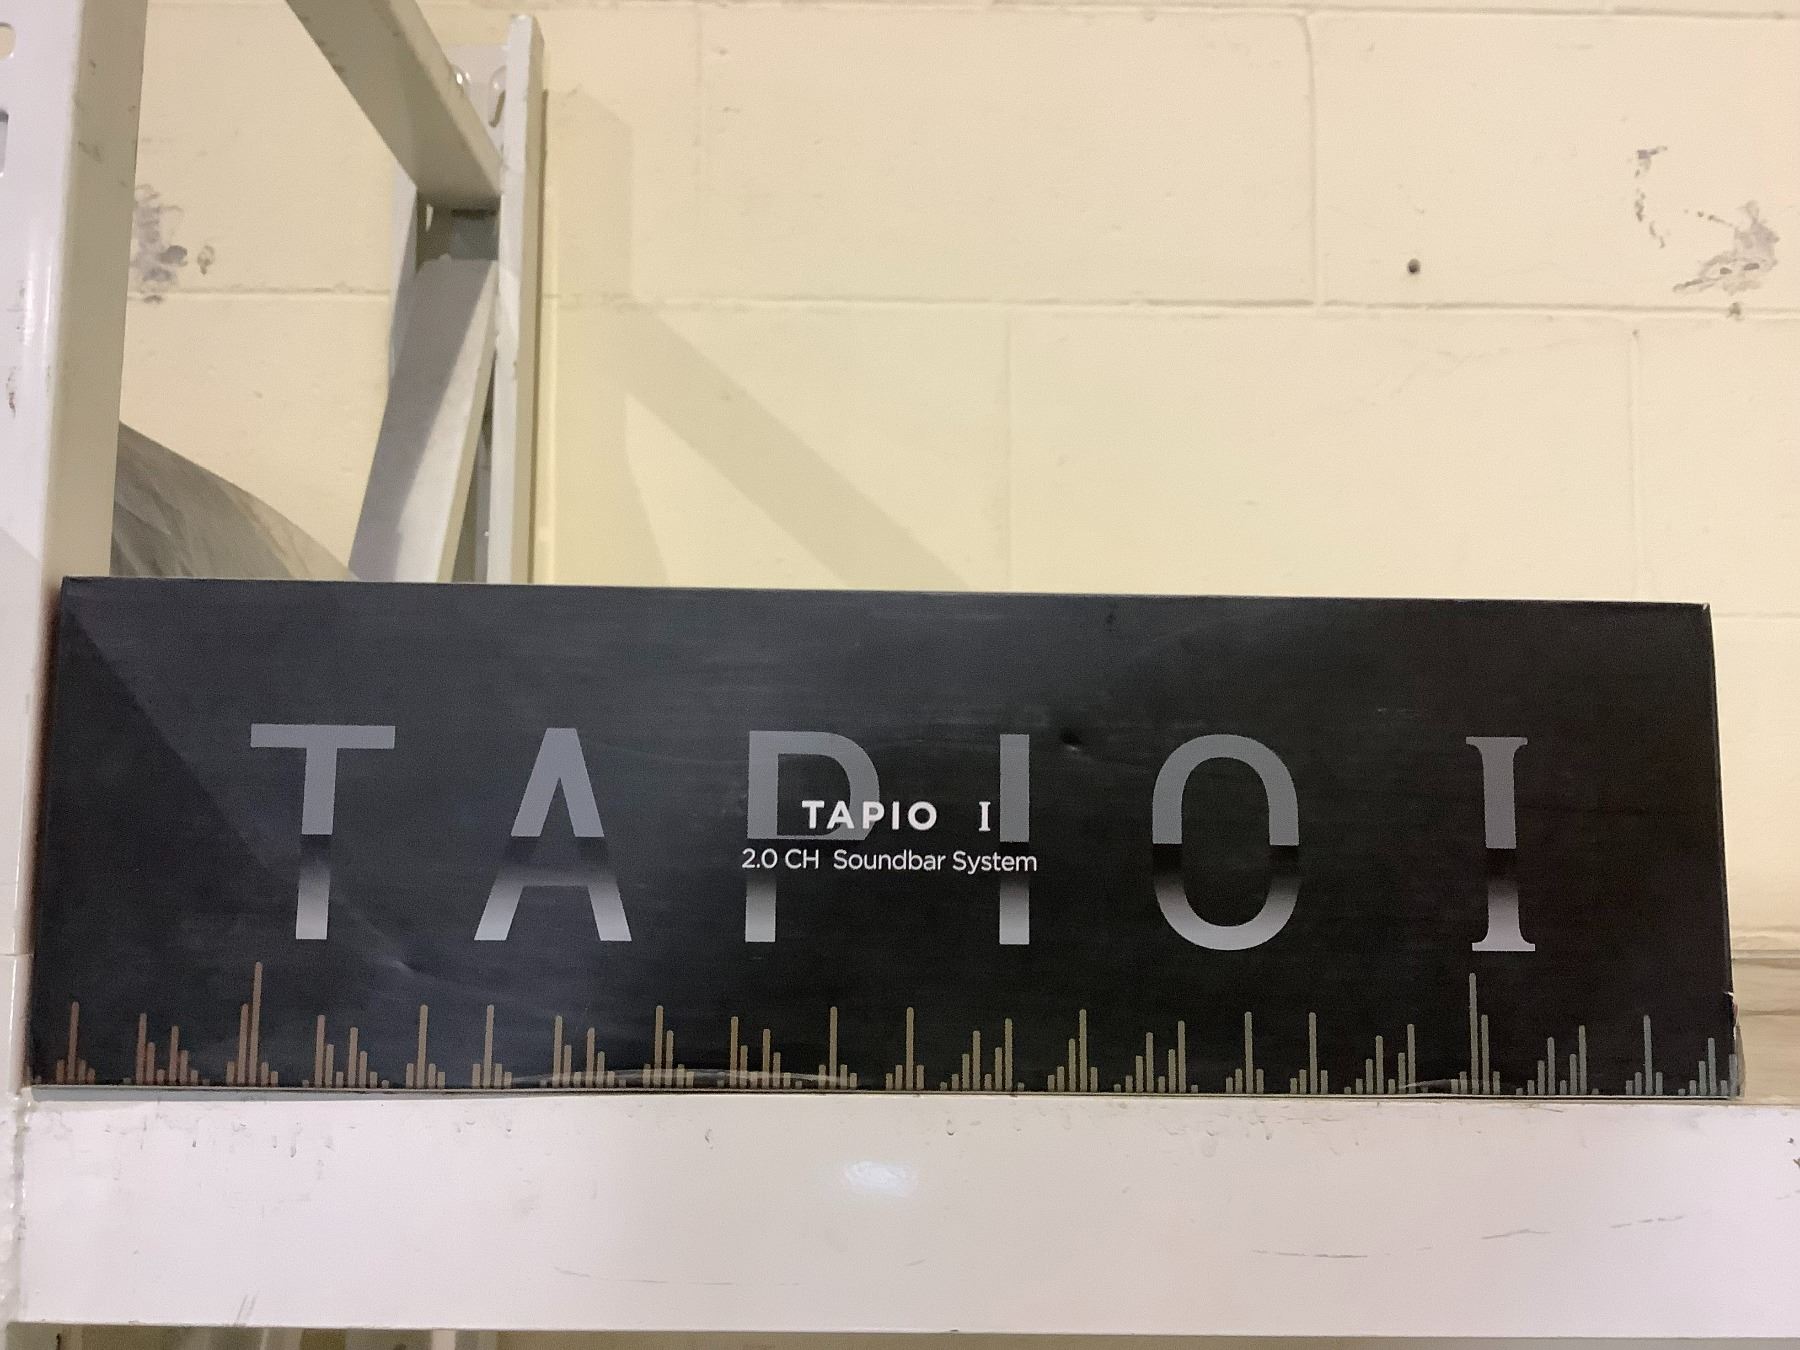 TAPIO I
TAPIO I
2.0 CH Soundbar System